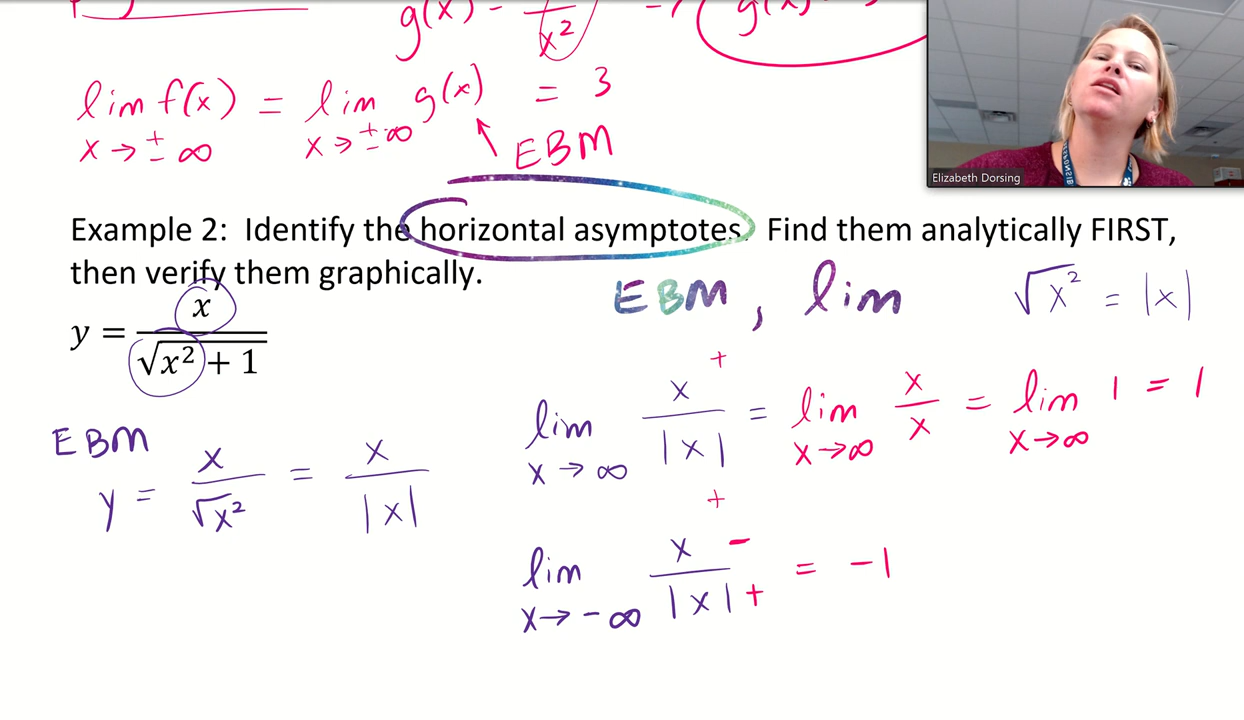 g(x) =
x²
lim f(x) = lim g(x) = 3
x → ± ∞ x → ± ∞
EBM
Elizabeth Dorsing
Example 2: Identify the horizontal asymptotes. Find them analytically FIRST,
then verify them graphically.
EBM, lim √x² = |x|
y = x / √x² + 1
lim x → ∞ x + / |x| + = lim x → ∞ x / x = lim x → ∞ 1 = 1
EBM
y = x / √x² = x / |x|
lim x → - ∞ x - / |x| + = -1